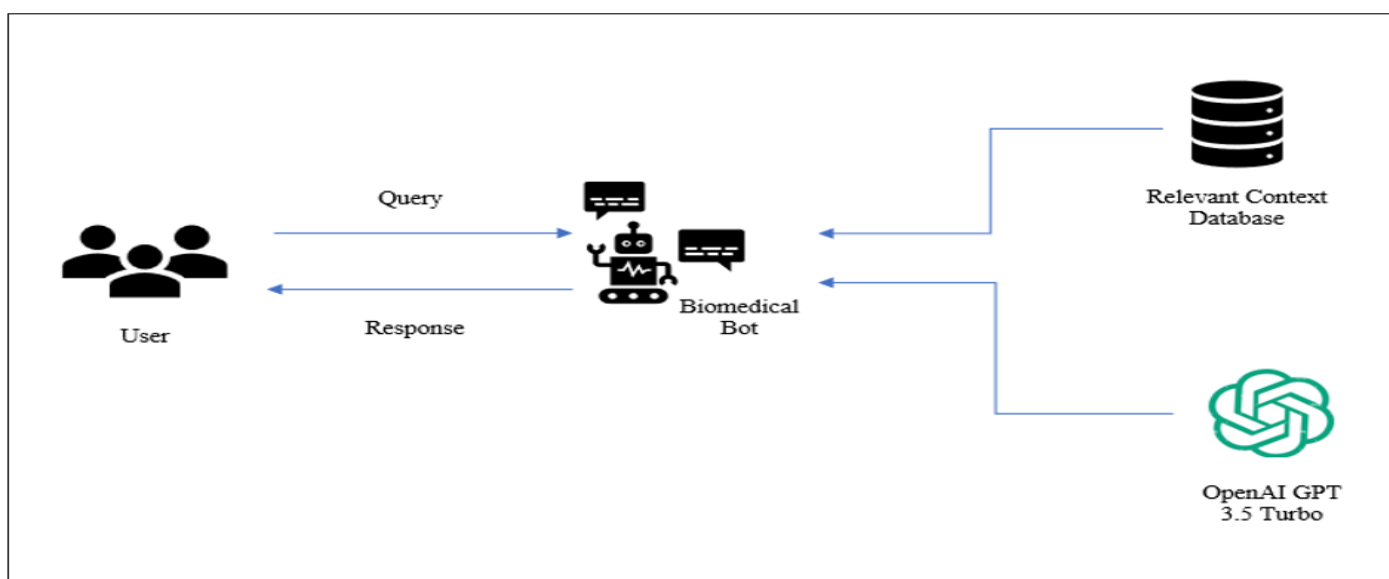 Query
Response
User
Biomedical
Bot
Relevant Context
Database
OpenAI GPT
3.5 Turbo